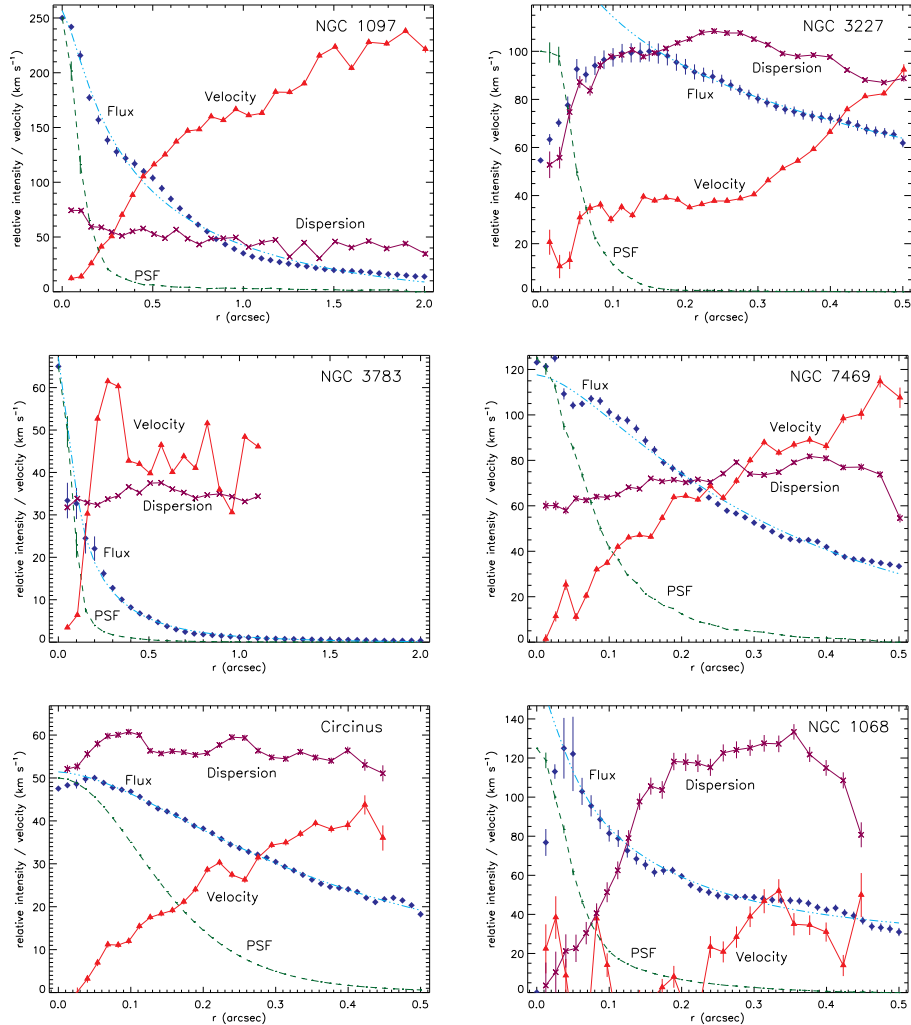 NGC 1097
Flux
Velocity
Dispersion
PSF
relative intensity / velocity (km s⁻¹)
250
200
150
100
50
0
0.0 0.5 1.0 1.5 2.0
r (arcsec)
NGC 3227
Dispersion
Flux
Velocity
PSF
relative intensity / velocity (km s⁻¹)
100
80
60
40
20
0
0.0 0.1 0.2 0.3 0.4 0.5
r (arcsec)
NGC 3783
Velocity
Dispersion
Flux
PSF
relative intensity / velocity (km s⁻¹)
60
50
40
30
20
10
0
0.0 0.5 1.0 1.5 2.0
r (arcsec)
NGC 7469
Flux
Velocity
Dispersion
PSF
relative intensity / velocity (km s⁻¹)
120
100
80
60
40
20
0
0.0 0.1 0.2 0.3 0.4 0.5
r (arcsec)
Circinus
Dispersion
Flux
Velocity
PSF
relative intensity / velocity (km s⁻¹)
60
50
40
30
20
10
0
0.0 0.1 0.2 0.3 0.4 0.5
r (arcsec)
NGC 1068
Flux
Dispersion
PSF
Velocity
relative intensity / velocity (km s⁻¹)
140
120
100
80
60
40
20
0
0.0 0.1 0.2 0.3 0.4 0.5
r (arcsec)